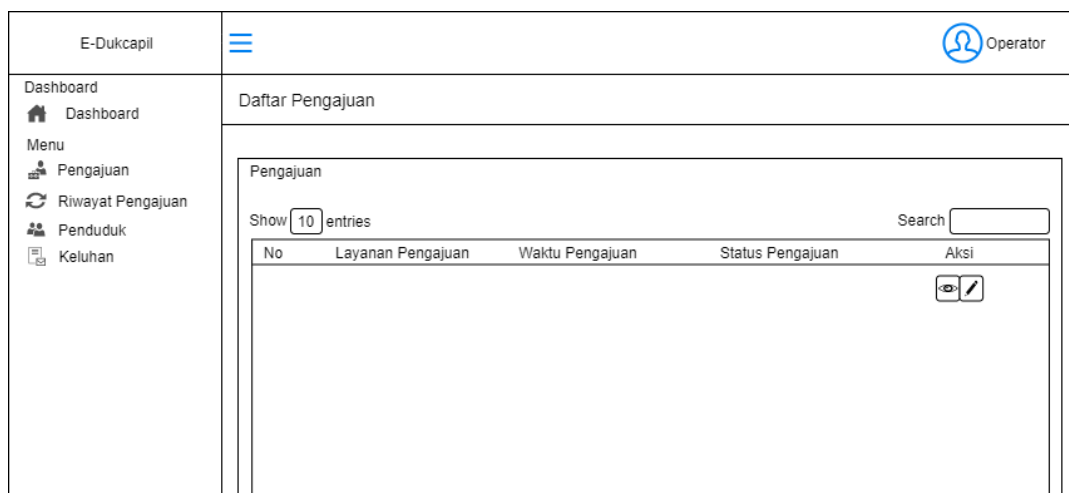 E-Dukcapil
Operator
Dashboard
Dashboard
Menu
Pengajuan
Riwayat Pengajuan
Penduduk
Keluhan
Daftar Pengajuan
Pengajuan
Show 10 entries
Search
No Layanan Pengajuan Waktu Pengajuan Status Pengajuan Aksi